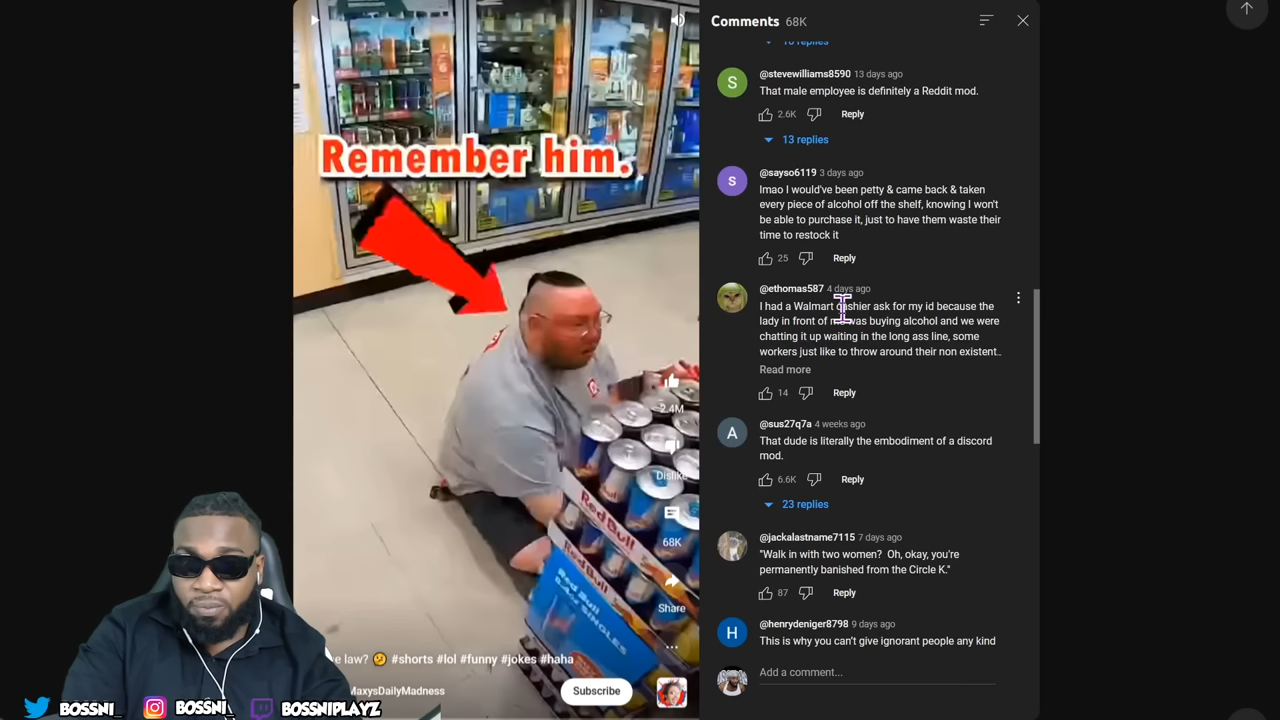 Remember him.
Red Bull
Red Bull
SINGLES
2.4M
Dislike
68K
Share
e law? 🤔 #shorts #lol #funny #jokes #haha
MaxysDailyMadness
Subscribe
BOSSNI_
BOSSNI_
BOSSNIPLAYZ
Comments 68K
replies
@stevewilliams8590 13 days ago
That male employee is definitely a Reddit mod.
2.6K Reply
13 replies
S
@sayso6119 3 days ago
lmao I would've been petty & came back & taken
every piece of alcohol off the shelf, knowing I won't
be able to purchase it, just to have them waste their
time to restock it
25 Reply
S
@ethomas587 4 days ago
I had a Walmart cashier ask for my id because the
lady in front of was buying alcohol and we were
chatting it up waiting in the long ass line, some
workers just like to throw around their non existent..
Read more
14 Reply
@sus27q7a 4 weeks ago
That dude is literally the embodiment of a discord
mod.
6.6K Reply
23 replies
A
@jackalastname7115 7 days ago
"Walk in with two women? Oh, okay, you're
permanently banished from the Circle K."
87 Reply
@henrydeniger8798 9 days ago
This is why you can't give ignorant people any kind
H
Add a comment...